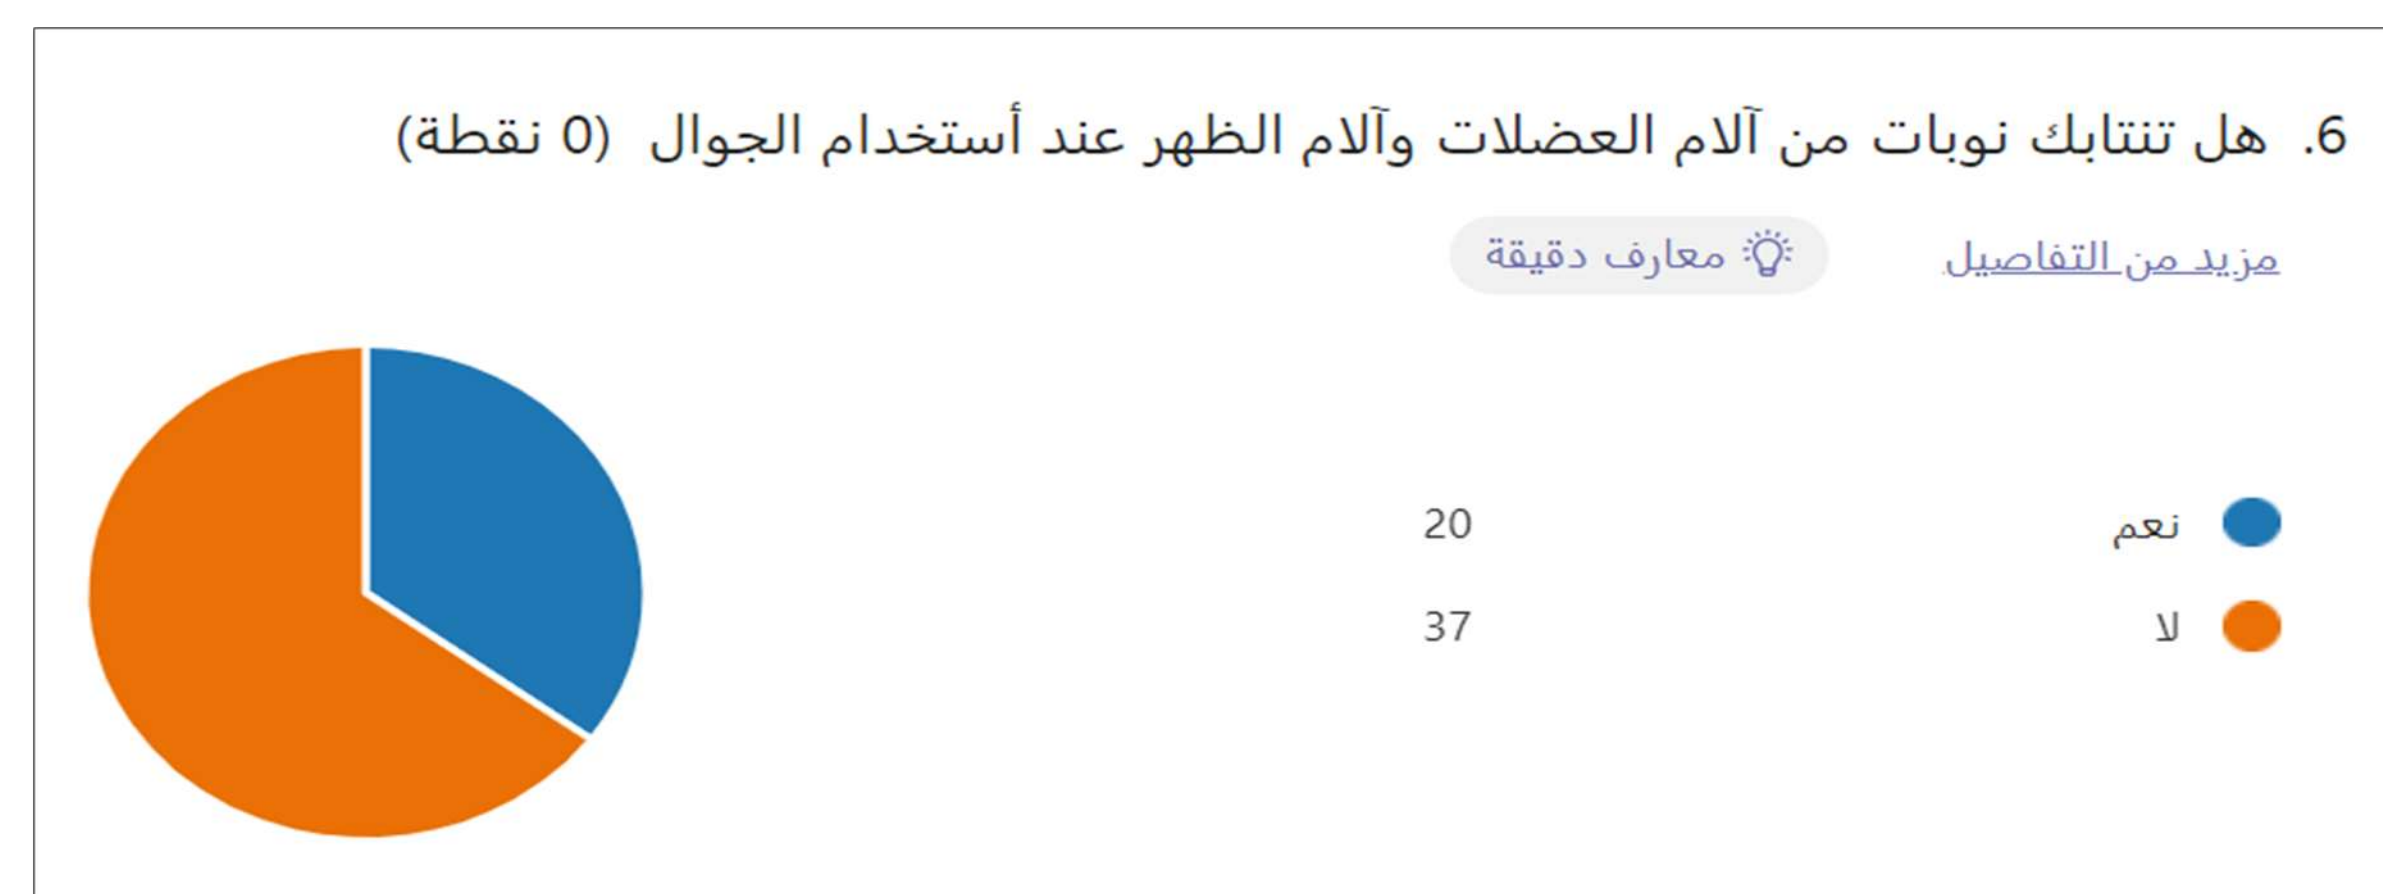 6. هل تنتابك نوبات من آلام العضلات وآلام الظهر عند أستخدام الجوال (0 نقطة)
مزيد من التفاصيل معارف دقيقة
نعم 20
لا 37